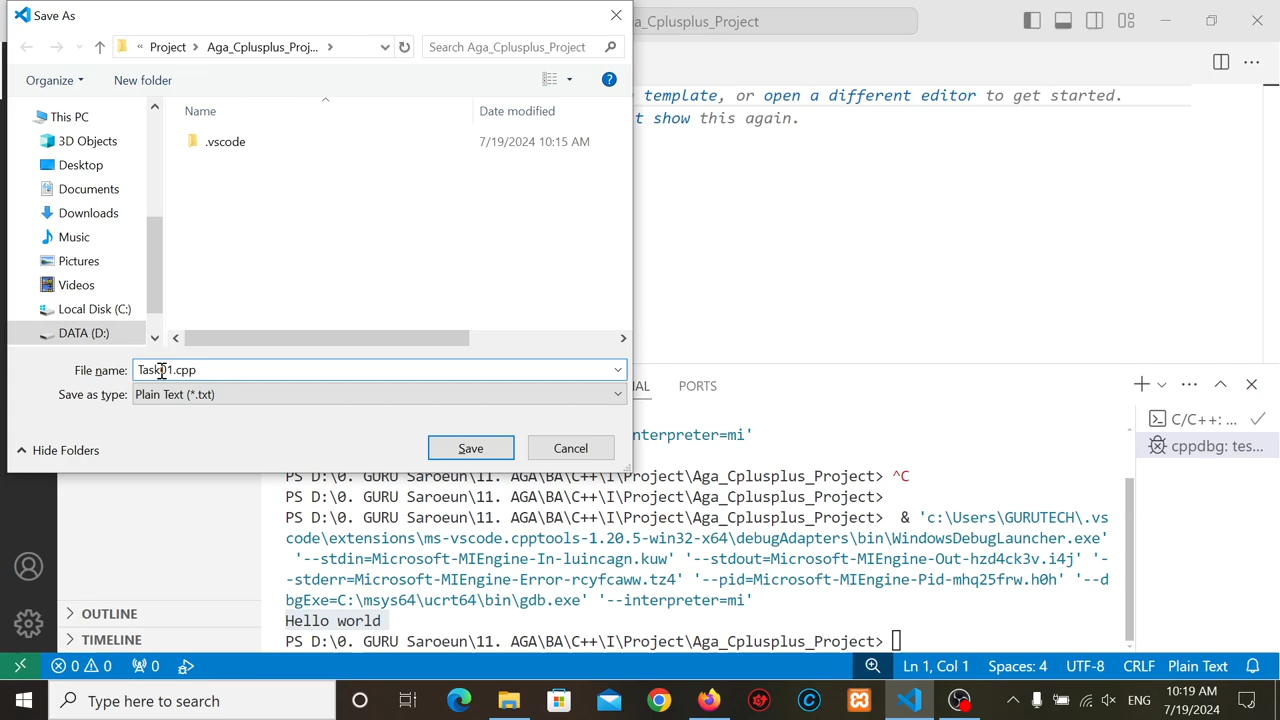 Save As
Aga_Cplusplus_Project
« Project > Aga_Cplusplus_Proj... >
Search Aga_Cplusplus_Project
Organize
New folder
Name
Date modified
.vscode
7/19/2024 10:15 AM
This PC
3D Objects
Desktop
Documents
Downloads
Music
Pictures
Videos
Local Disk (C:)
DATA (D:)
File name:
Task01.cpp
Save as type:
Plain Text (*.txt)
Hide Folders
Save
Cancel
template, or open a different editor to get started.
t show this again.
PORTS
C/C++: ...
cppdbg: tes...
nterpreter=mi'
PS D:\0. GURU Saroeun\11. AGA\BA\C++\I\Project\Aga_Cplusplus_Project> ^C
PS D:\0. GURU Saroeun\11. AGA\BA\C++\I\Project\Aga_Cplusplus_Project>
PS D:\0. GURU Saroeun\11. AGA\BA\C++\I\Project\Aga_Cplusplus_Project> & 'c:\Users\GURUTECH\.vs
code\extensions\ms-vscode.cpptools-1.20.5-win32-x64\debugAdapters\bin\WindowsDebugLauncher.exe'
'--stdin=Microsoft-MIEngine-In-luincagn.kuw' '--stdout=Microsoft-MIEngine-Out-hzd4ck3v.i4j' '-
-stderr=Microsoft-MIEngine-Error-rcyfcaww.tz4' '--pid=Microsoft-MIEngine-Pid-mhq25frw.h0h' '--d
bgExe=C:\msys64\ucrt64\bin\gdb.exe' '--interpreter=mi'
Hello world
PS D:\0. GURU Saroeun\11. AGA\BA\C++\I\Project\Aga_Cplusplus_Project>
OUTLINE
TIMELINE
0 0 0
Ln 1, Col 1 Spaces: 4 UTF-8 CRLF Plain Text
Type here to search
ENG
10:19 AM
7/19/2024